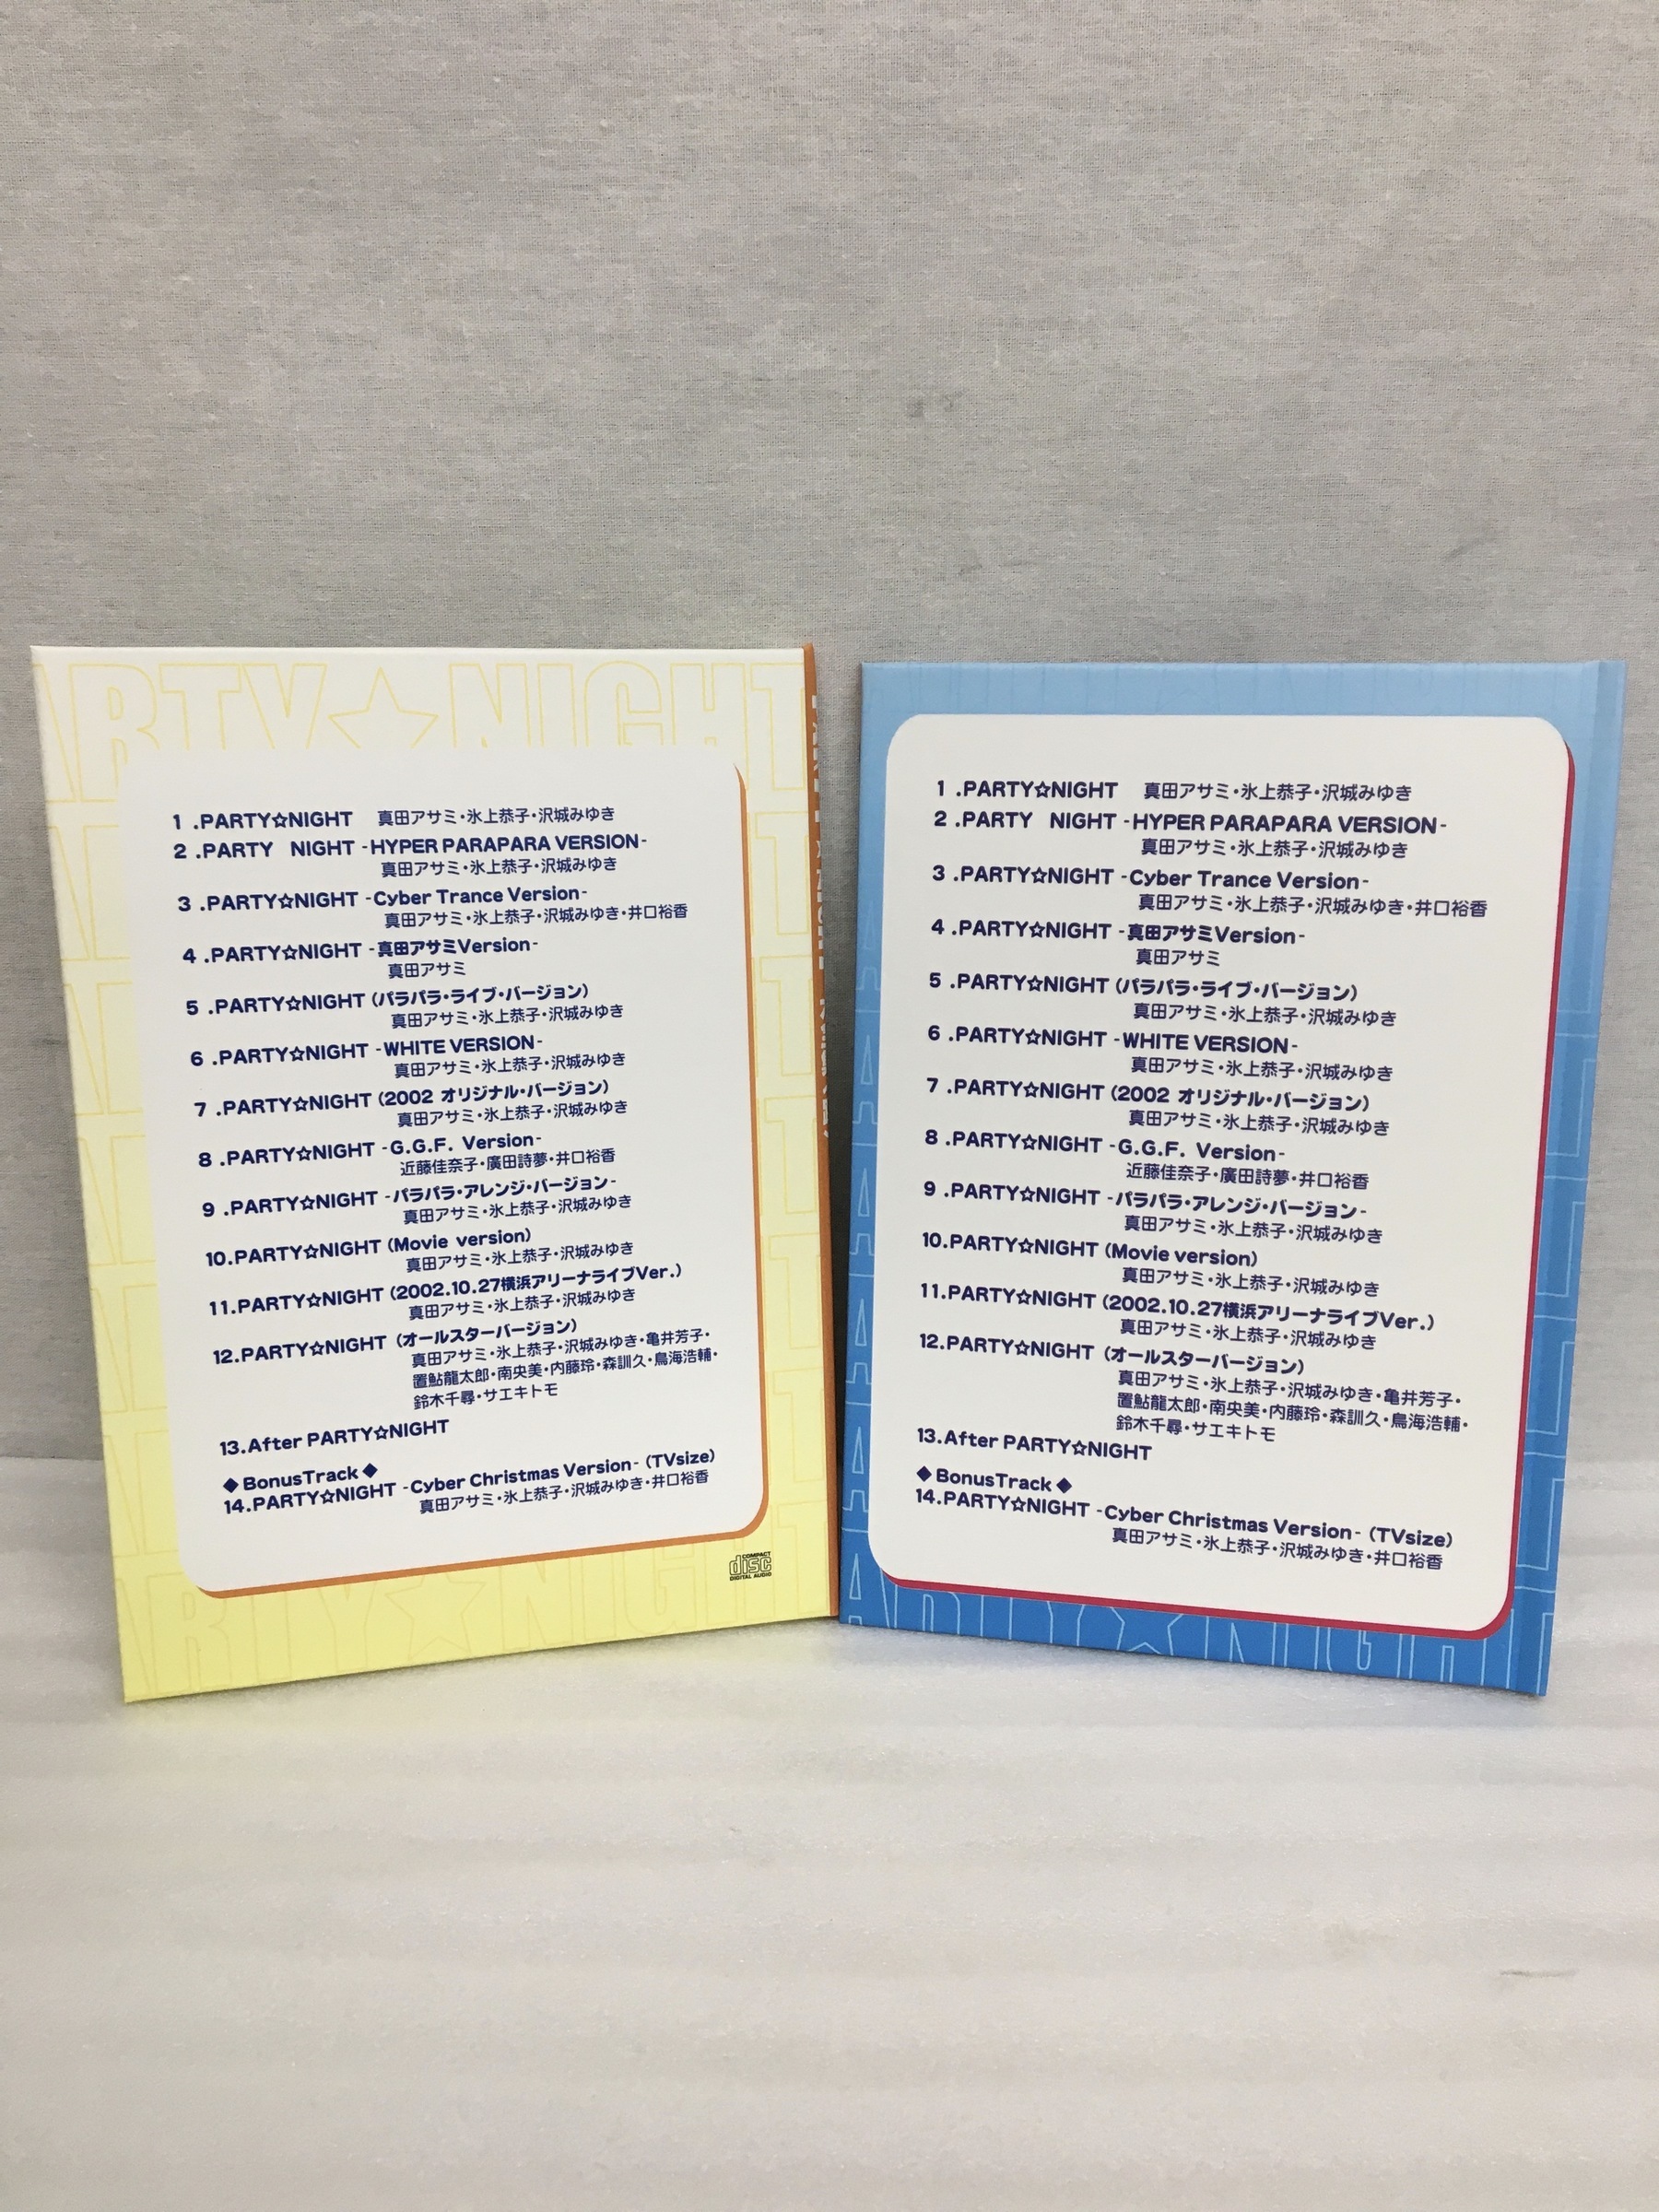 PARTY☆NIGHT
1 .PARTY☆NIGHT 真田アサミ・氷上恭子・沢城みゆき
2 .PARTY NIGHT -HYPER PARAPARA VERSION-
真田アサミ・氷上恭子・沢城みゆき
3 .PARTY☆NIGHT -Cyber Trance Version-
真田アサミ・氷上恭子・沢城みゆき・井口裕香
4 .PARTY☆NIGHT -真田アサミVersion-
真田アサミ
5 .PARTY☆NIGHT (パラパラ・ライブ・バージョン)
真田アサミ・氷上恭子・沢城みゆき
6 .PARTY☆NIGHT -WHITE VERSION-
真田アサミ・氷上恭子・沢城みゆき
7 .PARTY☆NIGHT (2002 オリジナル・バージョン)
真田アサミ・氷上恭子・沢城みゆき
8 .PARTY☆NIGHT -G.G.F. Version-
近藤佳奈子・廣田詩夢・井口裕香
9 .PARTY☆NIGHT -パラパラ・アレンジ・バージョン-
真田アサミ・氷上恭子・沢城みゆき
10.PARTY☆NIGHT (Movie version)
真田アサミ・氷上恭子・沢城みゆき
11.PARTY☆NIGHT (2002.10.27横浜アリーナライブVer.)
真田アサミ・氷上恭子・沢城みゆき
12.PARTY☆NIGHT (オールスターバージョン)
真田アサミ・氷上恭子・沢城みゆき・亀井芳子・
置鮎龍太郎・南央美・内藤玲・森訓久・鳥海浩輔・
鈴木千尋・サエキトモ
13.After PARTY☆NIGHT
◆BonusTrack◆
14.PARTY☆NIGHT -Cyber Christmas Version- (TVsize)
真田アサミ・氷上恭子・沢城みゆき・井口裕香
COMPACT
disc
DIGITAL AUDIO
1 .PARTY☆NIGHT 真田アサミ・氷上恭子・沢城みゆき
2 .PARTY NIGHT -HYPER PARAPARA VERSION-
真田アサミ・氷上恭子・沢城みゆき
3 .PARTY☆NIGHT -Cyber Trance Version-
真田アサミ・氷上恭子・沢城みゆき・井口裕香
4 .PARTY☆NIGHT -真田アサミVersion-
真田アサミ
5 .PARTY☆NIGHT (パラパラ・ライブ・バージョン)
真田アサミ・氷上恭子・沢城みゆき
6 .PARTY☆NIGHT -WHITE VERSION-
真田アサミ・氷上恭子・沢城みゆき
7 .PARTY☆NIGHT (2002 オリジナル・バージョン)
真田アサミ・氷上恭子・沢城みゆき
8 .PARTY☆NIGHT -G.G.F. Version-
近藤佳奈子・廣田詩夢・井口裕香
9 .PARTY☆NIGHT -パラパラ・アレンジ・バージョン-
真田アサミ・氷上恭子・沢城みゆき
10.PARTY☆NIGHT (Movie version)
真田アサミ・氷上恭子・沢城みゆき
11.PARTY☆NIGHT (2002.10.27横浜アリーナライブVer.)
真田アサミ・氷上恭子・沢城みゆき
12.PARTY☆NIGHT (オールスターバージョン)
真田アサミ・氷上恭子・沢城みゆき・亀井芳子・
置鮎龍太郎・南央美・内藤玲・森訓久・鳥海浩輔・
鈴木千尋・サエキトモ
13.After PARTY☆NIGHT
◆BonusTrack◆
14.PARTY☆NIGHT -Cyber Christmas Version- (TVsize)
真田アサミ・氷上恭子・沢城みゆき・井口裕香